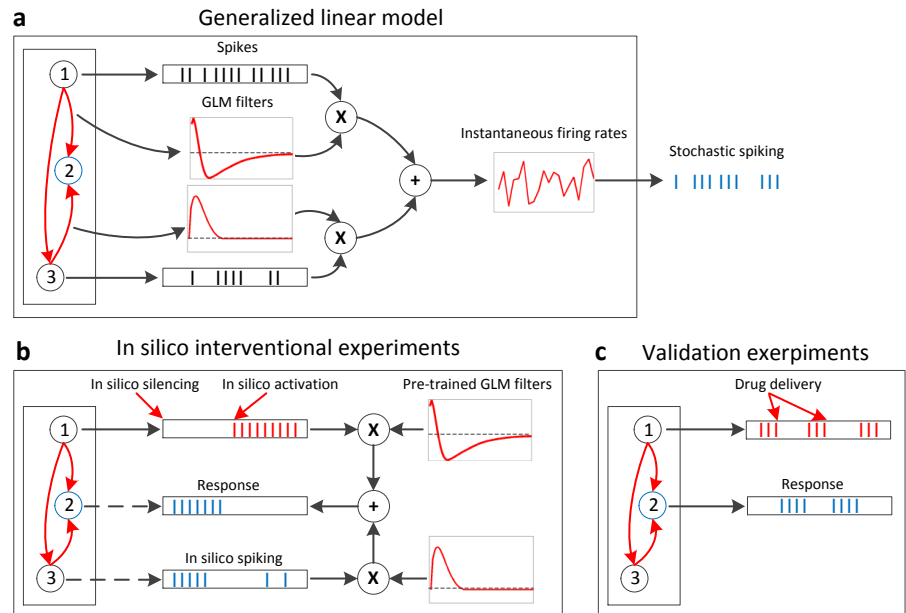 a
Generalized linear model
Spikes
1
GLM filters
X
Instantaneous firing rates
Stochastic spiking
2
+
X
3
b
In silico interventional experiments
In silico silencing
In silico activation
Pre-trained GLM filters
1
X
Response
2
+
In silico spiking
3
X
c
Validation exerpiments
Drug delivery
1
Response
2
3